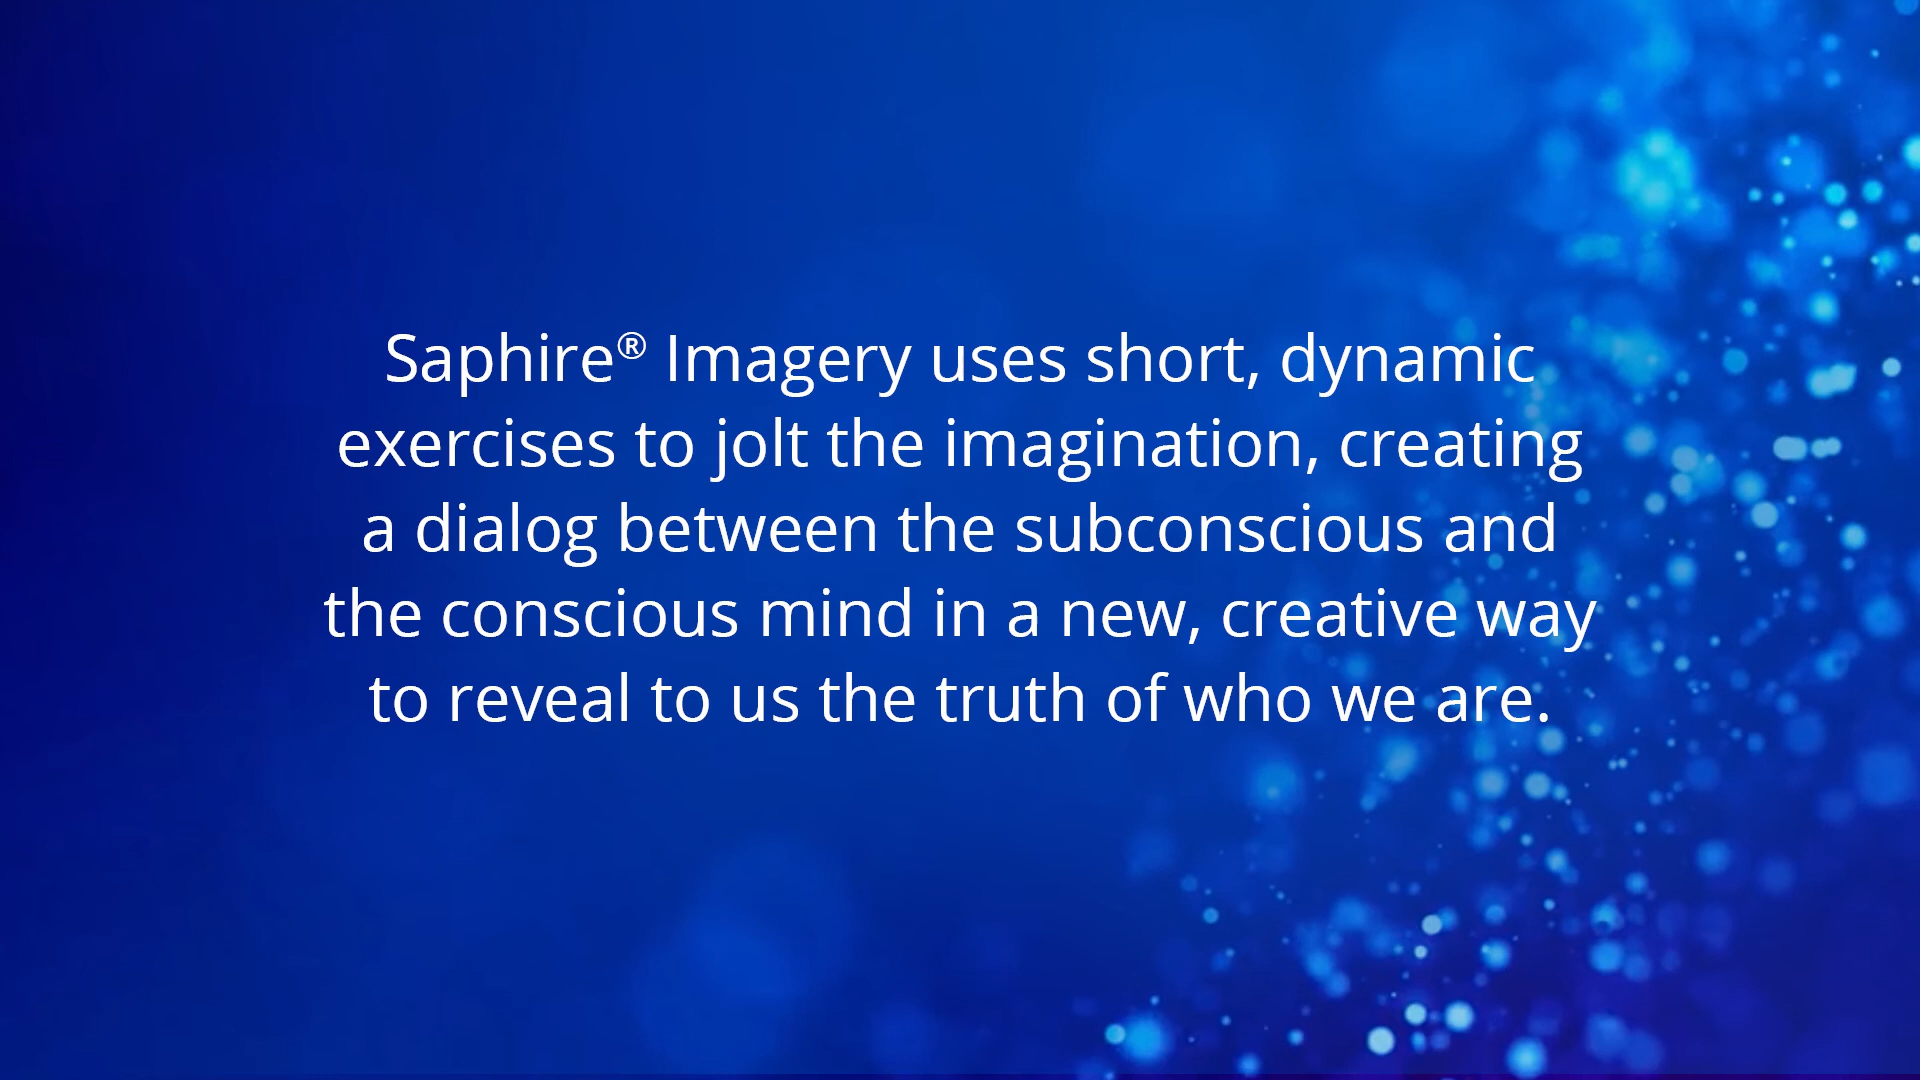 Saphire® Imagery uses short, dynamic
exercises to jolt the imagination, creating
a dialog between the subconscious and
the conscious mind in a new, creative way
to reveal to us the truth of who we are.